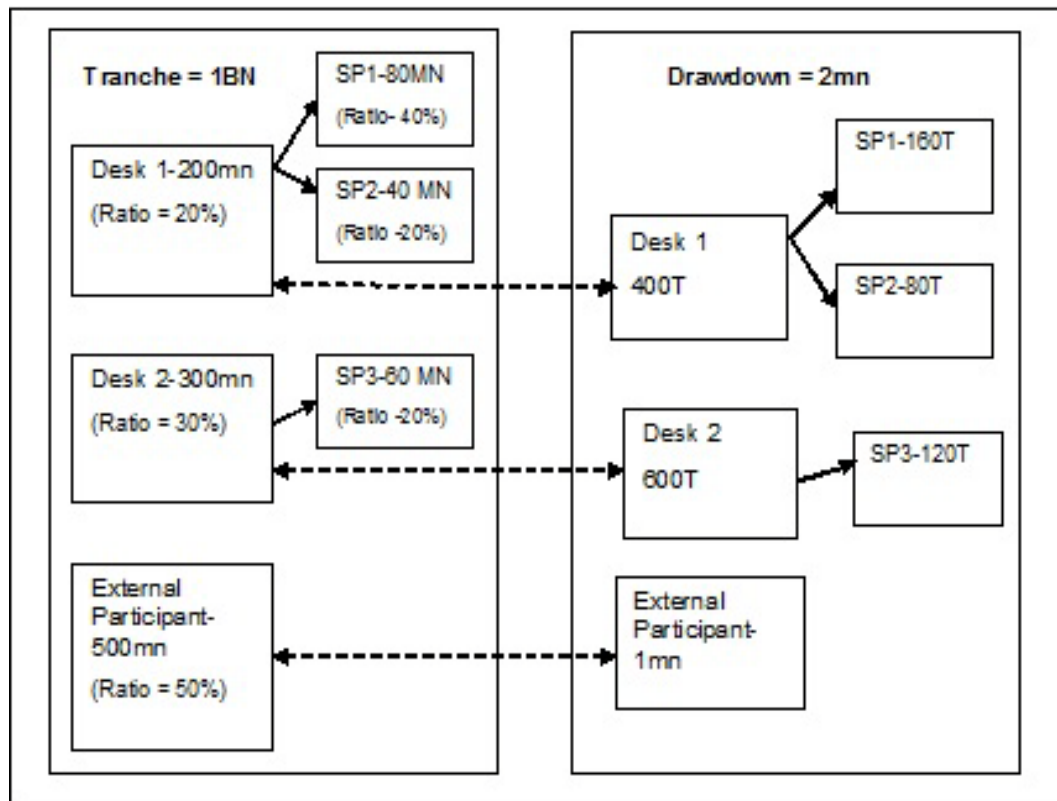 Tranche = 1BN
SP1-80MN
(Ratio- 40%)
Desk 1-200mn
(Ratio = 20%)
SP2-40 MN
(Ratio -20%)
Desk 2-300mn
(Ratio = 30%)
SP3-60 MN
(Ratio -20%)
External
Participant-
500mn
(Ratio = 50%)
Drawdown = 2mn
SP1-160T
Desk 1
400T
SP2-80T
Desk 2
600T
SP3-120T
External
Participant-
1mn